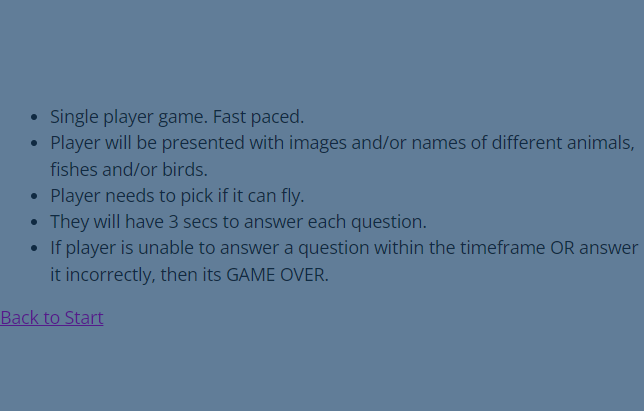 • Single player game. Fast paced.
• Player will be presented with images and/or names of different animals,
fishes and/or birds.
• Player needs to pick if it can fly.
• They will have 3 secs to answer each question.
• If player is unable to answer a question within the timeframe OR answer
it incorrectly, then its GAME OVER.
Back to Start